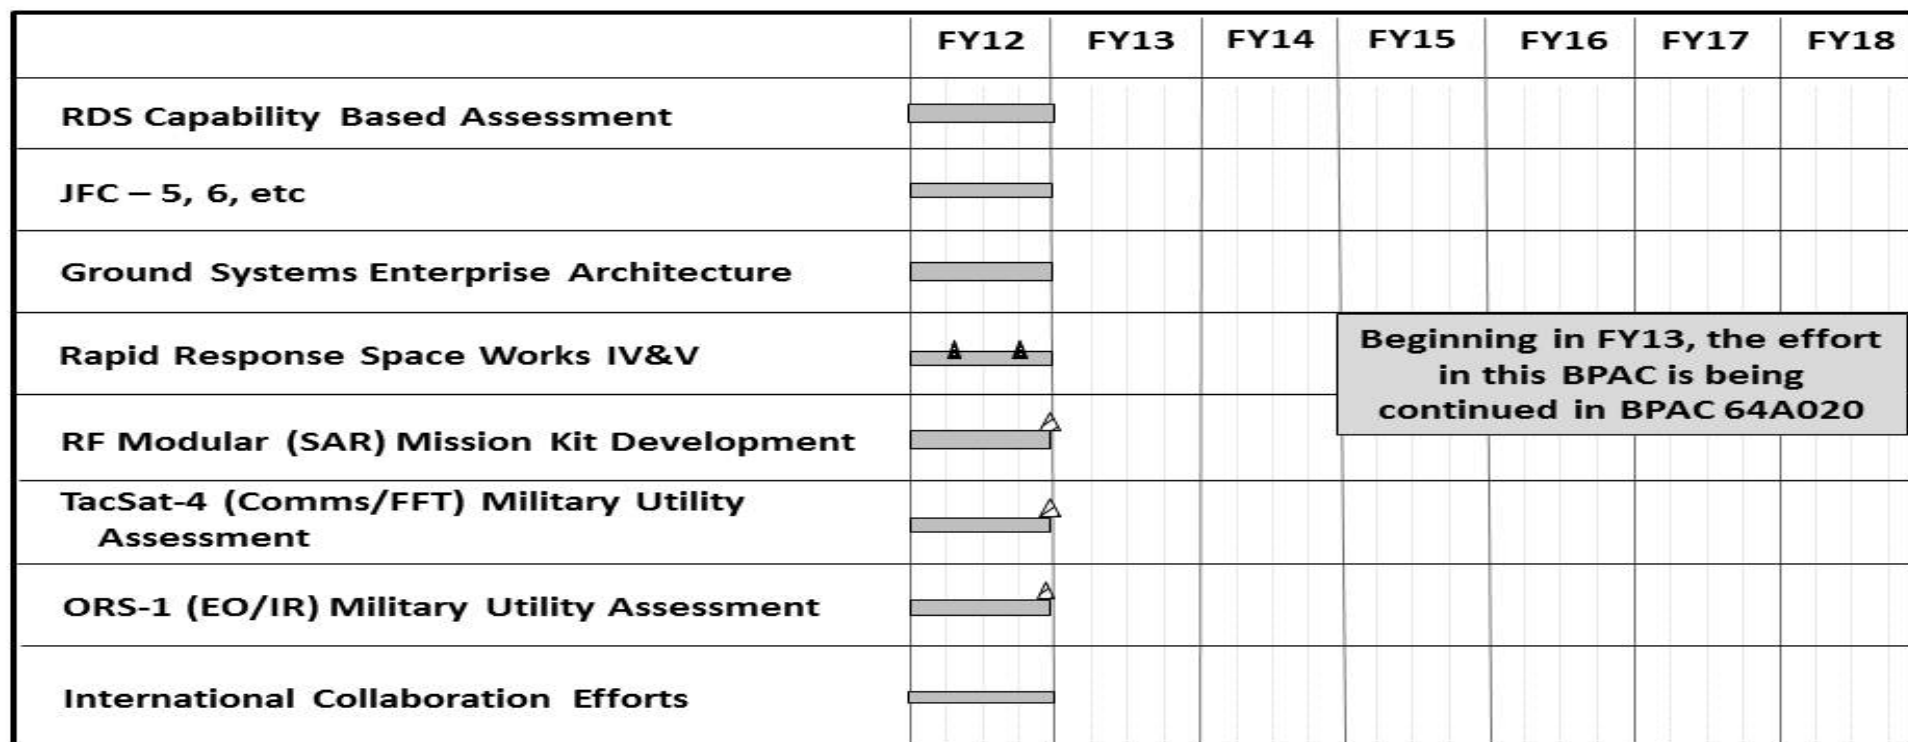 FY12 FY13 FY14 FY15 FY16 FY17 FY18
RDS Capability Based Assessment
JFC – 5, 6, etc
Ground Systems Enterprise Architecture
Rapid Response Space Works IV&V
Beginning in FY13, the effort
in this BPAC is being
continued in BPAC 64A020
RF Modular (SAR) Mission Kit Development
TacSat-4 (Comms/FFT) Military Utility
Assessment
ORS-1 (EO/IR) Military Utility Assessment
International Collaboration Efforts